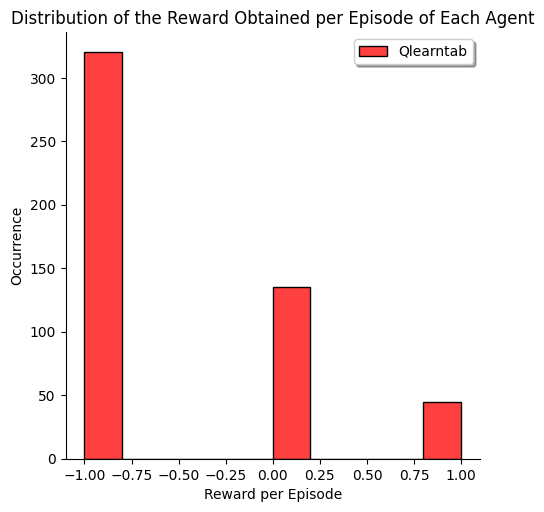 Distribution of the Reward Obtained per Episode of Each Agent
Qlearntab
300
250
200
150
100
50
0
Occurrence
−1.00 −0.75 −0.50 −0.25 0.00 0.25 0.50 0.75 1.00
Reward per Episode